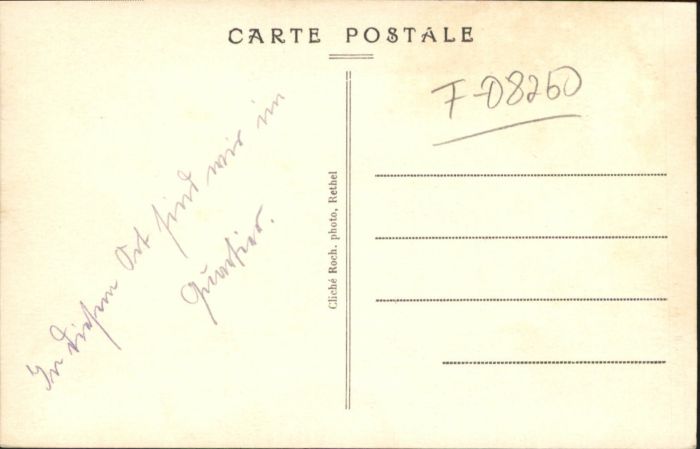 CARTE POSTALE
F-08260
In diesem Ort sind wir im
Quartier.
Cliché Roch. photo, Rethel